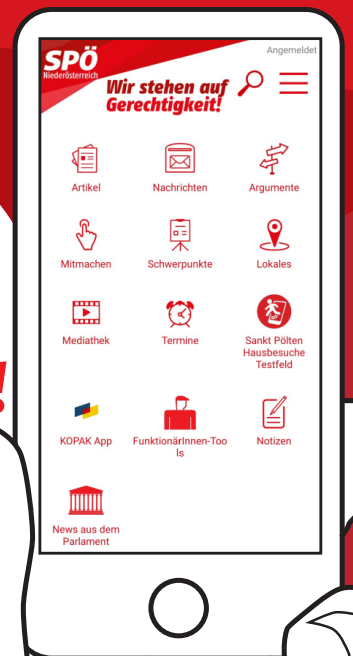 SPÖ
Niederösterreich
Angemeldet
Wir stehen auf
Gerechtigkeit!
Artikel
Nachrichten
Argumente
Mitmachen
Schwerpunkte
Lokales
Mediathek
Termine
Sankt Pölten
Hausbesuche
Testfeld
KOPAK App
FunktionärInnen-Too
ls
Notizen
News aus dem
Parlament
!